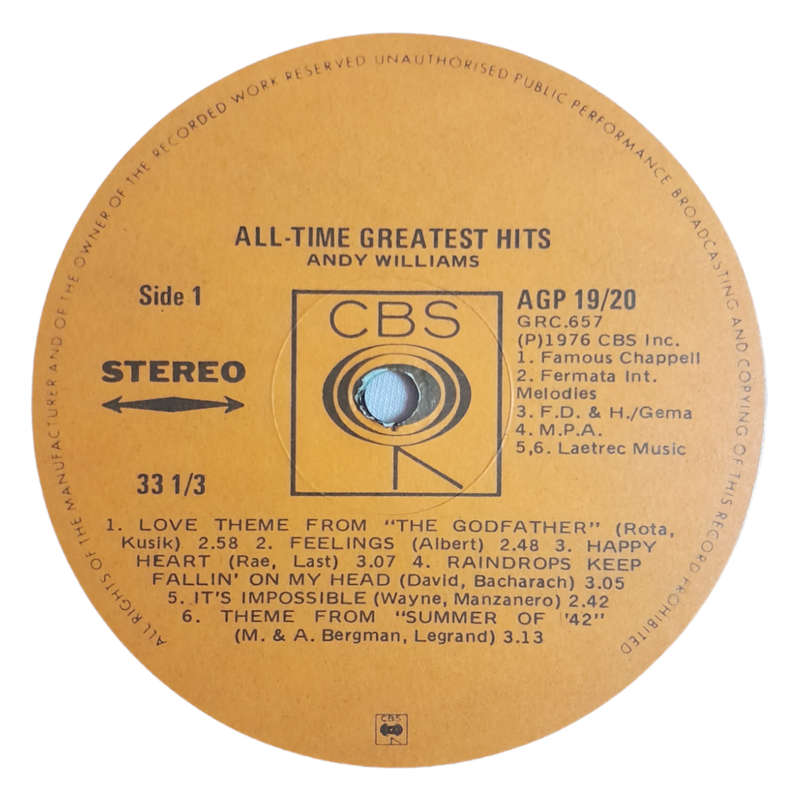 ALL RIGHTS OF THE MANUFACTURER AND OF THE OWNER OF THE RECORDED WORK RESERVED UNAUTHORISED PUBLIC PERFORMANCE BROADCASTING AND COPYING OF THIS RECORD PROHIBITED
ALL-TIME GREATEST HITS
ANDY WILLIAMS
Side 1
STEREO
33 1/3
CBS
AGP 19/20
GRC.657
(P)1976 CBS Inc.
1. Famous Chappell
2. Fermata Int.
Melodies
3. F.D. & H./Gema
4. M.P.A.
5,6. Laetrec Music
1. LOVE THEME FROM "THE GODFATHER" (Rota,
Kusik) 2.58 2. FEELINGS (Albert) 2.48 3. HAPPY
HEART (Rae, Last) 3.07 4. RAINDROPS KEEP
FALLIN' ON MY HEAD (David, Bacharach) 3.05
5. IT'S IMPOSSIBLE (Wayne, Manzanero) 2.42
6. THEME FROM "SUMMER OF '42"
(M. & A. Bergman, Legrand) 3.13
CBS